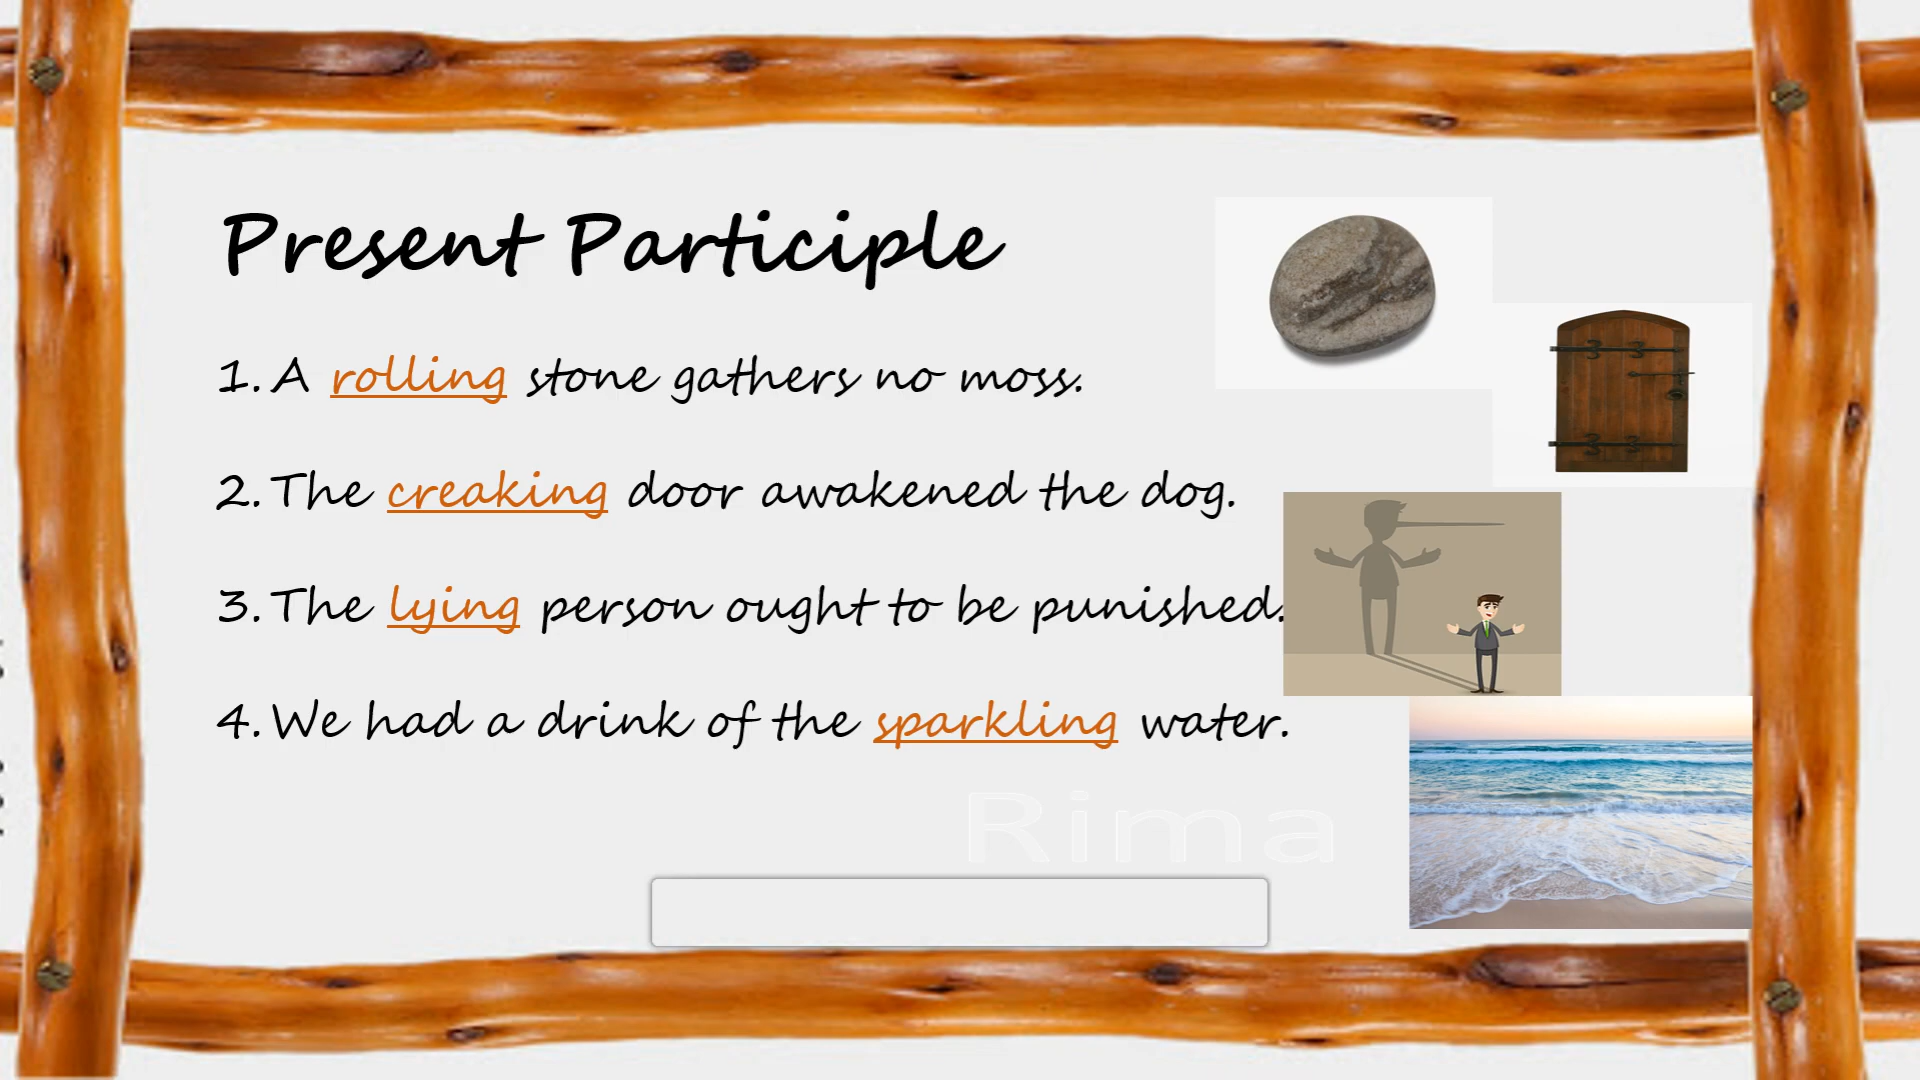 Present Participle
1. A rolling stone gathers no moss.
2. The creaking door awakened the dog.
3. The lying person ought to be punished.
4. We had a drink of the sparkling water.
Rima